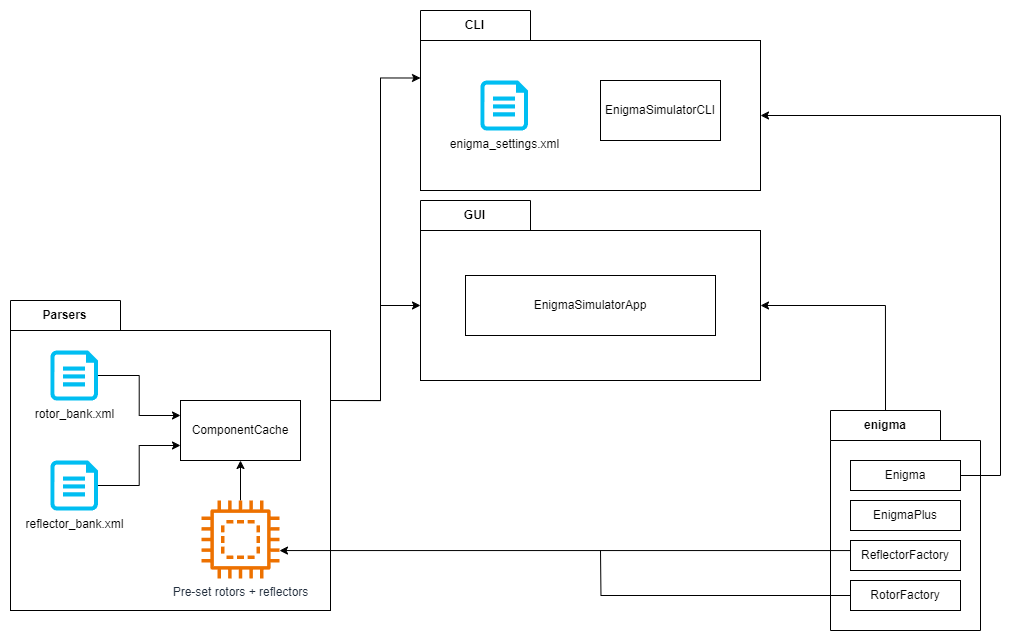 CLI
enigma_settings.xml
EnigmaSimulatorCLI
GUI
EnigmaSimulatorApp
Parsers
rotor_bank.xml
ComponentCache
reflector_bank.xml
Pre-set rotors + reflectors
enigma
Enigma
EnigmaPlus
ReflectorFactory
RotorFactory